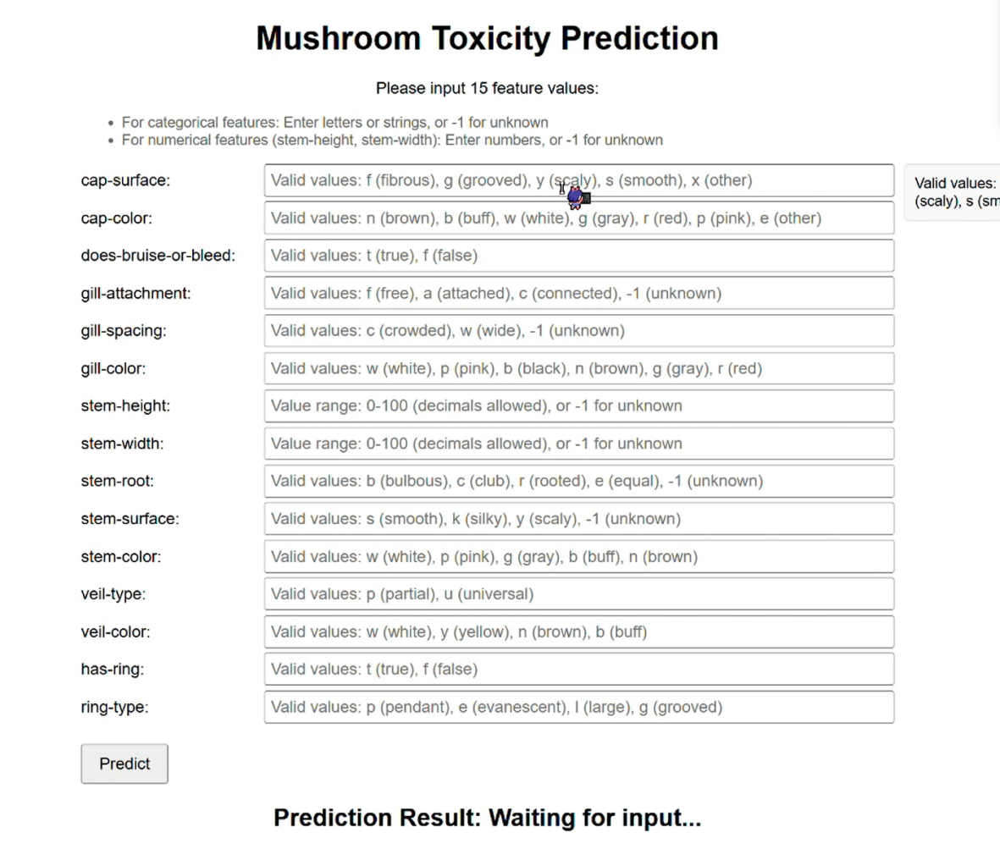 Mushroom Toxicity Prediction
Please input 15 feature values:
• For categorical features: Enter letters or strings, or -1 for unknown
• For numerical features (stem-height, stem-width): Enter numbers, or -1 for unknown
cap-surface: Valid values: f (fibrous), g (grooved), y (scaly), s (smooth), x (other)
Valid values:
(scaly), s (sm
cap-color: Valid values: n (brown), b (buff), w (white), g (gray), r (red), p (pink), e (other)
does-bruise-or-bleed: Valid values: t (true), f (false)
gill-attachment: Valid values: f (free), a (attached), c (connected), -1 (unknown)
gill-spacing: Valid values: c (crowded), w (wide), -1 (unknown)
gill-color: Valid values: w (white), p (pink), b (black), n (brown), g (gray), r (red)
stem-height: Value range: 0-100 (decimals allowed), or -1 for unknown
stem-width: Value range: 0-100 (decimals allowed), or -1 for unknown
stem-root: Valid values: b (bulbous), c (club), r (rooted), e (equal), -1 (unknown)
stem-surface: Valid values: s (smooth), k (silky), y (scaly), -1 (unknown)
stem-color: Valid values: w (white), p (pink), g (gray), b (buff), n (brown)
veil-type: Valid values: p (partial), u (universal)
veil-color: Valid values: w (white), y (yellow), n (brown), b (buff)
has-ring: Valid values: t (true), f (false)
ring-type: Valid values: p (pendant), e (evanescent), l (large), g (grooved)
Predict
Prediction Result: Waiting for input...